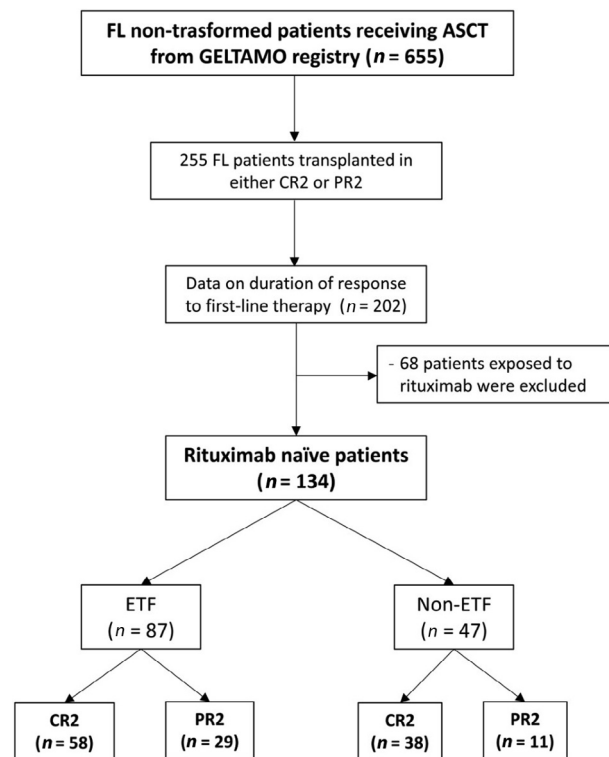 FL non-trasformed patients receiving ASCT
from GELTAMO registry (n = 655)
255 FL patients transplanted in
either CR2 or PR2
Data on duration of response
to first-line therapy (n = 202)
- 68 patients exposed to
rituximab were excluded
Rituximab naïve patients
(n = 134)
ETF
(n = 87)
Non-ETF
(n = 47)
CR2
(n = 58)
PR2
(n = 29)
CR2
(n = 38)
PR2
(n = 11)